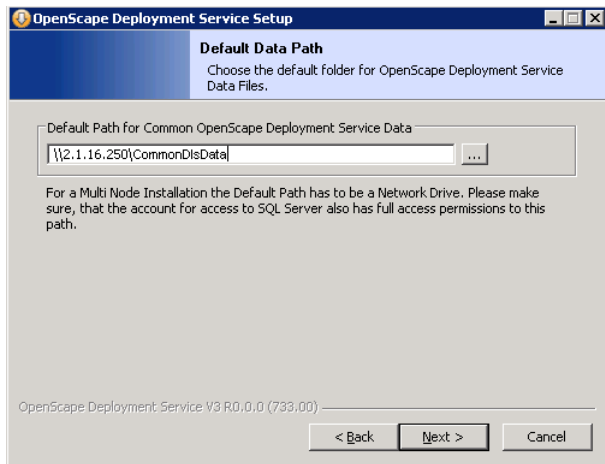 OpenScape Deployment Service Setup
Default Data Path
Choose the default folder for OpenScape Deployment Service
Data Files.
Default Path for Common OpenScape Deployment Service Data
\\2.1.16.250\CommonDlsData
...
For a Multi Node Installation the Default Path has to be a Network Drive. Please make
sure, that the account for access to SQL Server also has full access permissions to this
path.
OpenScape Deployment Service V3 R0.0.0 (733.00)
< Back
Next >
Cancel